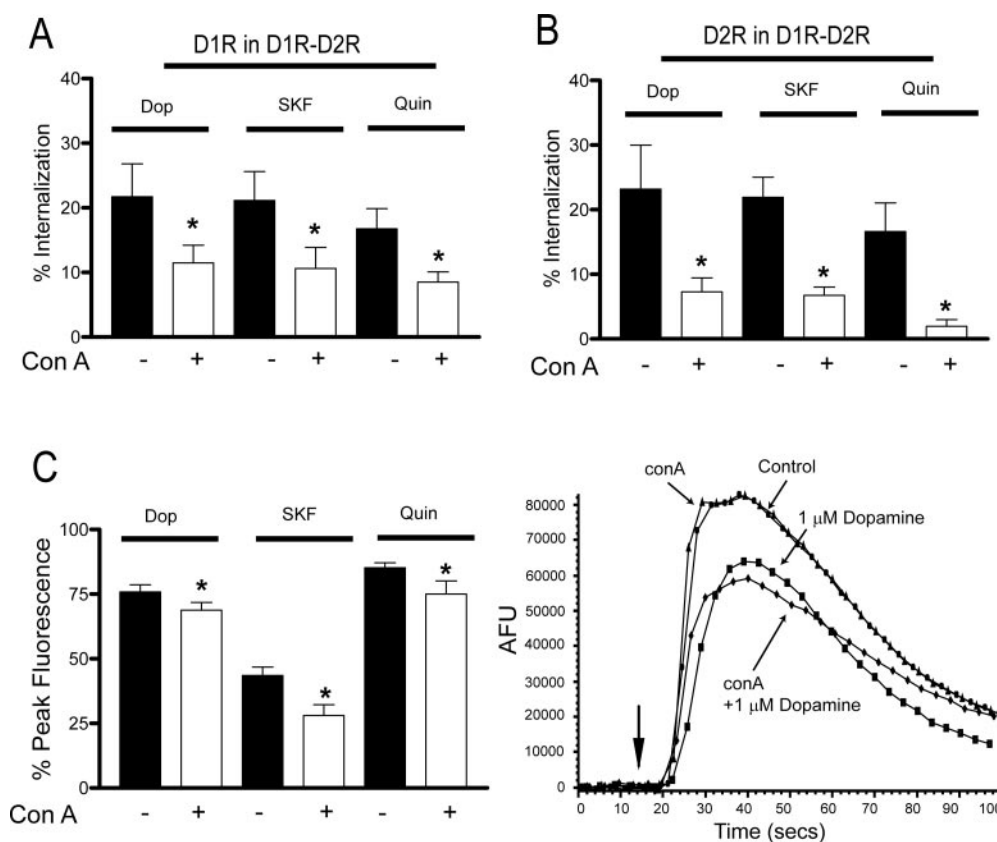 A
D1R in D1R-D2R
Dop SKF Quin
% Internalization
40
30
20
10
0
* * *
Con A - + - + - +
B
D2R in D1R-D2R
Dop SKF Quin
% Internalization
40
30
20
10
0
* * *
Con A - + - + - +
C
Dop SKF Quin
% Peak Fluorescence
100
75
50
25
0
* * *
Con A - + - + - +
conA Control
1 μM Dopamine
conA
+1 μM Dopamine
AFU
80000
70000
60000
50000
40000
30000
20000
10000
0
0 10 20 30 40 50 60 70 80 90 100
Time (secs)